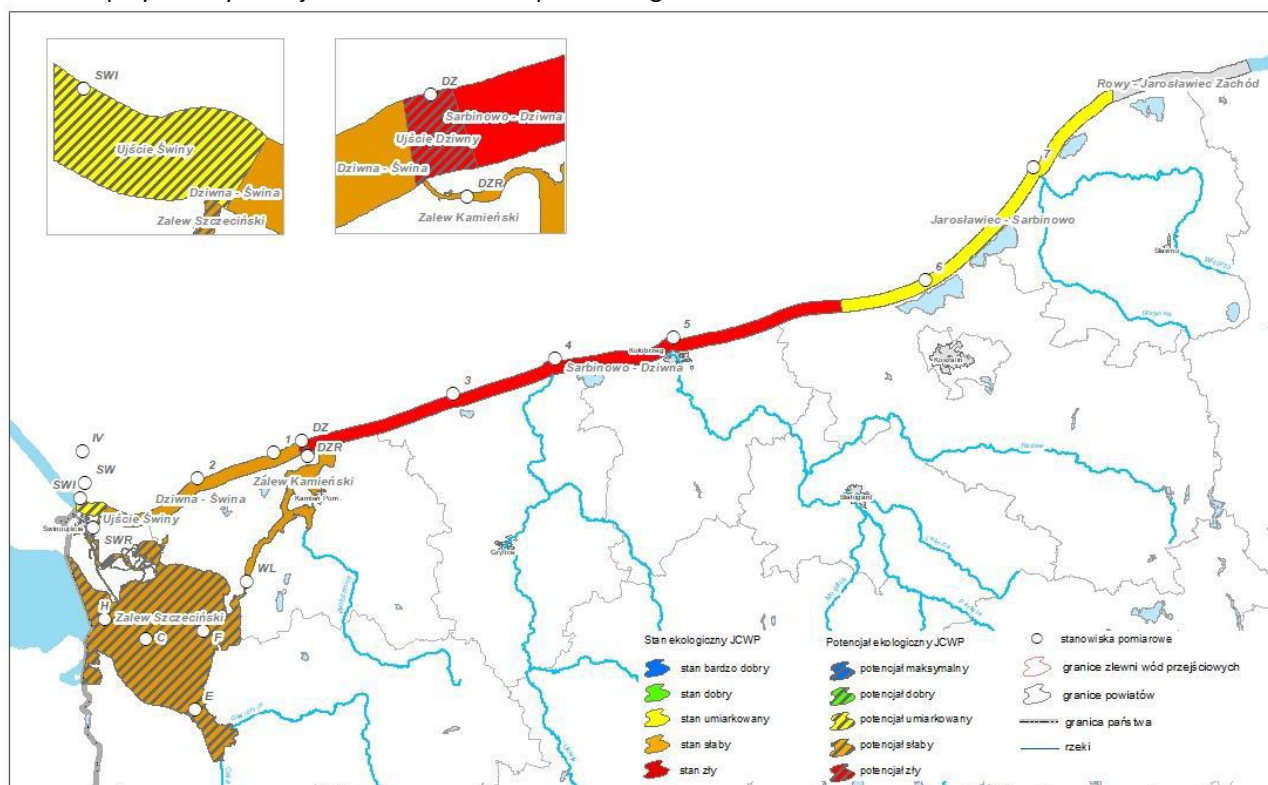 SWI
Ujście Świny
Dziwna - Świna
Zalew Szczeciński
DZ
Sarbinowo - Dziwna
Ujście Dziwny
Dziwna - Świna
DZR
Zalew Kamieński
Rowy - Jarosławiec Zachód
7
Jarosławiec - Sarbinowo
Sławno
Wieprza
6
5
Kołobrzeg
Koszalin
4
Sarbinowo - Dziwna
3
Radew
1
DZ
DZR
2
IV
SW
SWI
Zalew Kamieński
Kamień Pom.
Dziwna - Świna
Ujście Świny
Świnoujście
SWR
Białogard
Gryfice
WL
H
Zalew Szczeciński
C
F
E
Stan ekologiczny JCWP
stan bardzo dobry
stan dobry
stan umiarkowany
stan słaby
stan zły
Potencjał ekologiczny JCWP
potencjał maksymalny
potencjał dobry
potencjał umiarkowany
potencjał słaby
potencjał zły
stanowiska pomiarowe
granice zlewni wód przejściowych
granice powiatów
granica państwa
rzeki